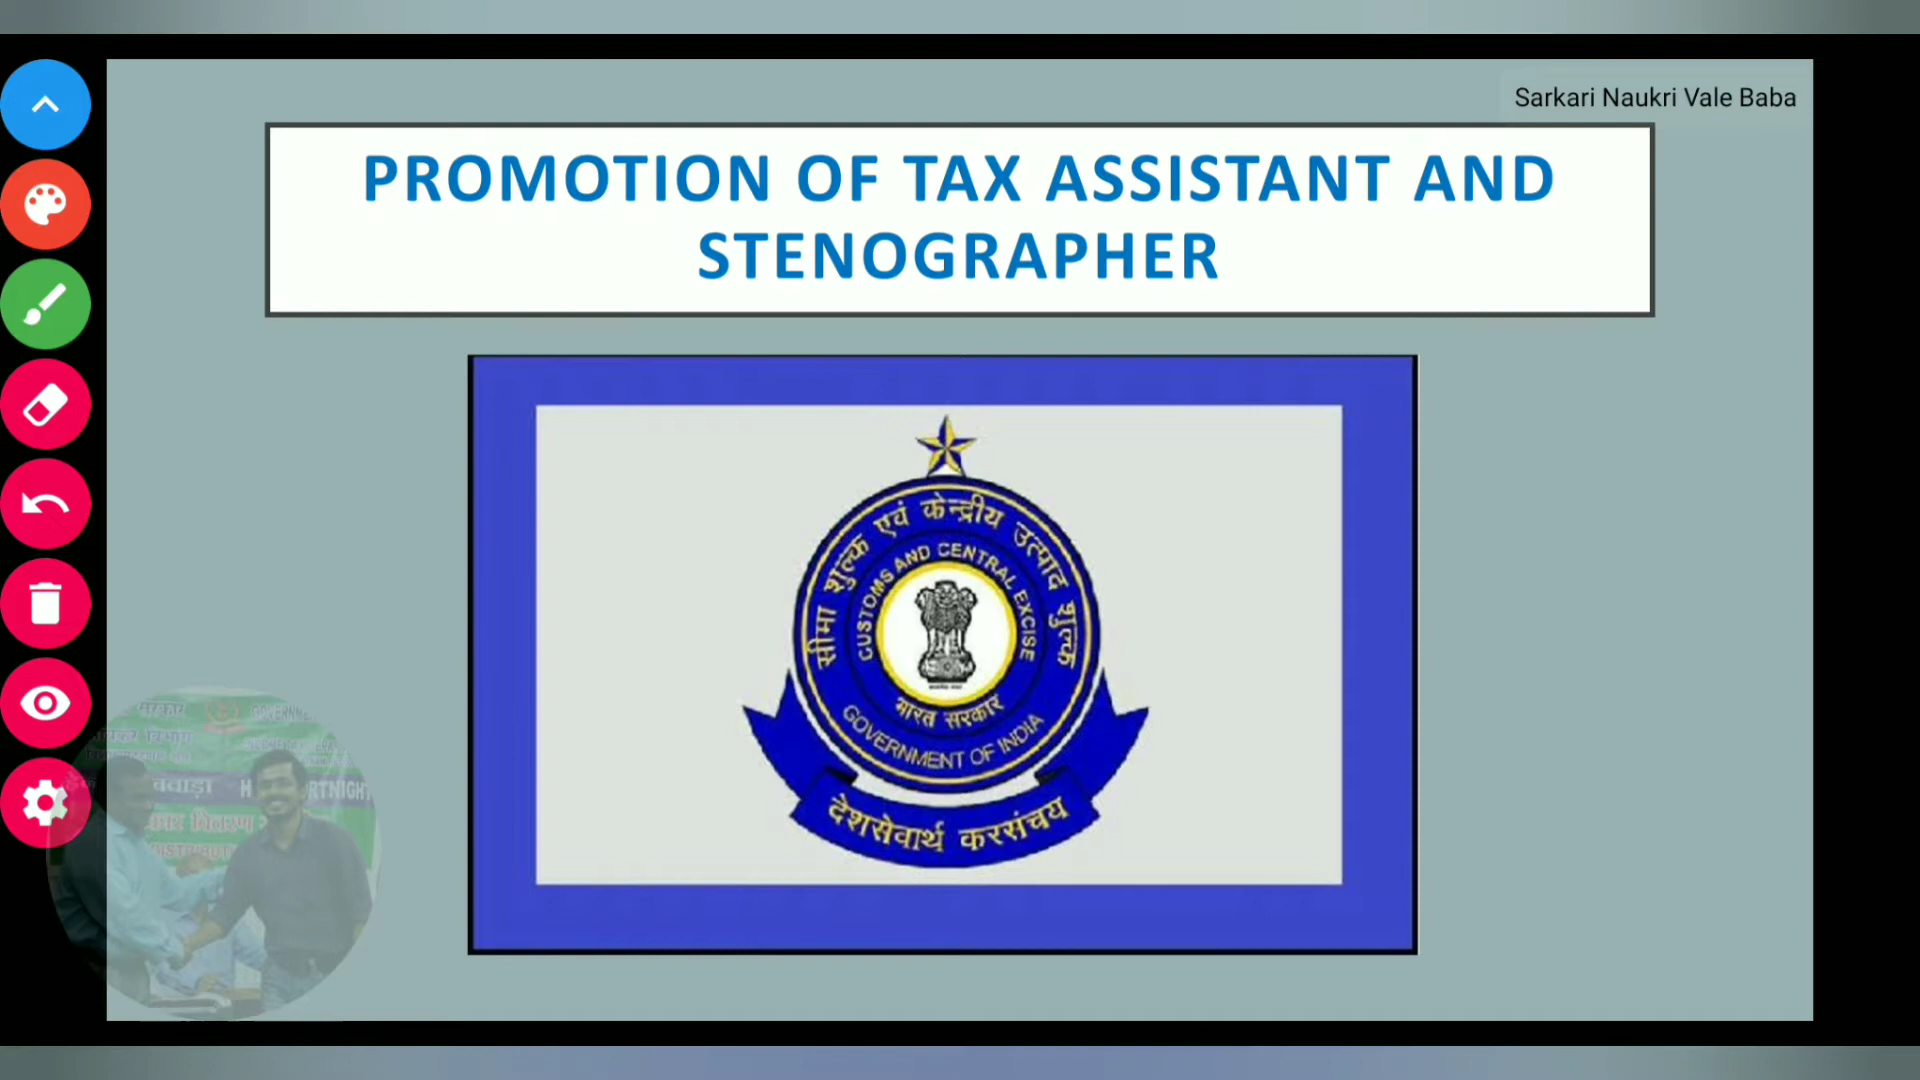 Sarkari Naukri Vale Baba
PROMOTION OF TAX ASSISTANT AND
STENOGRAPHER
सीमा शुल्क एवं केन्द्रीय उत्पाद शुल्क
CUSTOMS AND CENTRAL EXCISE
भारत सरकार
GOVERNMENT OF INDIA
देशसेवार्थ करसंचय
सरकार